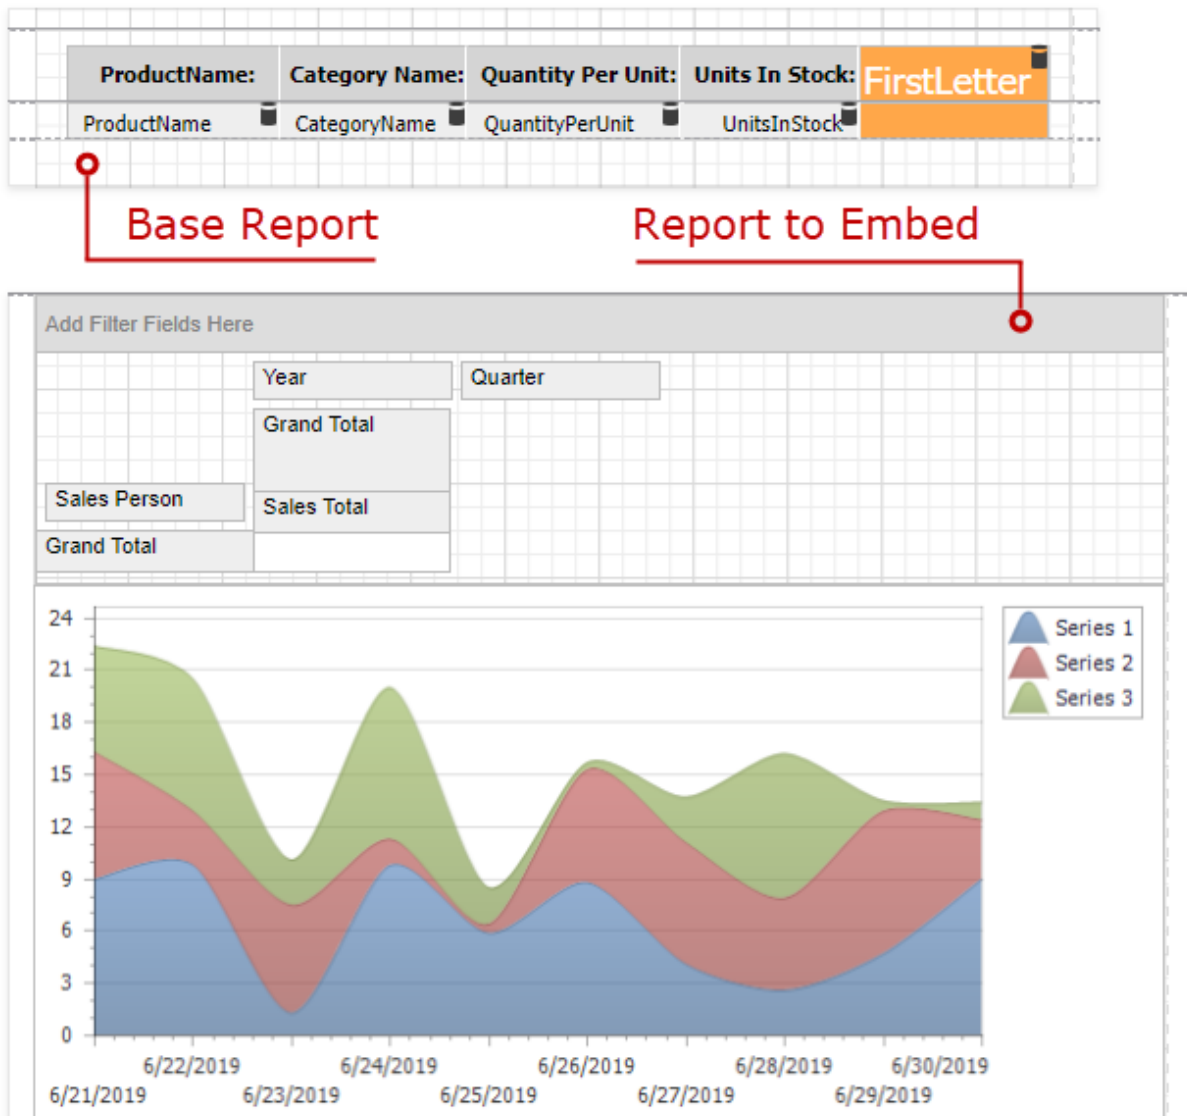 ProductName: Category Name: Quantity Per Unit: Units In Stock: FirstLetter
ProductName CategoryName QuantityPerUnit UnitsInStock
Base Report Report to Embed
Add Filter Fields Here
Year Quarter
Grand Total
Sales Person Sales Total
Grand Total
24
21
18
15
12
9
6
3
0
Series 1
Series 2
Series 3
6/22/2019 6/24/2019 6/26/2019 6/28/2019 6/30/2019
6/21/2019 6/23/2019 6/25/2019 6/27/2019 6/29/2019